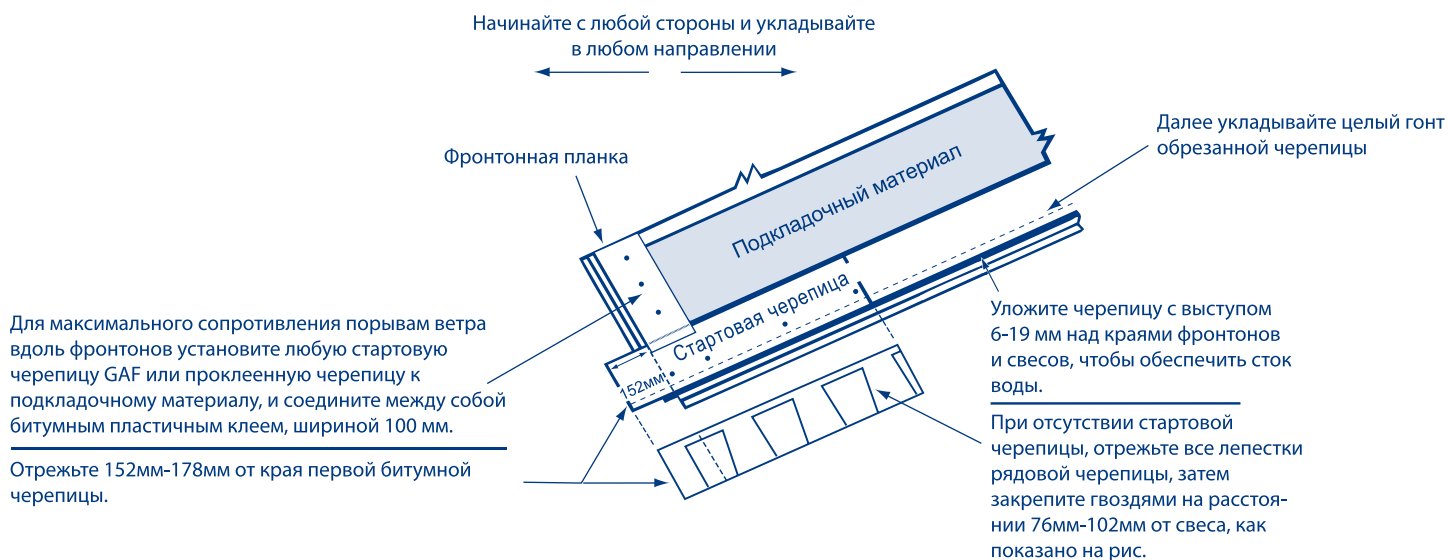 Начинайте с любой стороны и укладывайте
в любом направлении
Фронтонная планка
Далее укладывайте целый гонт
обрезанной черепицы
Подкладочный материал
Стартовая черепица
152мм
Для максимального сопротивления порывам ветра
вдоль фронтонов установите любую стартовую
черепицу GAF или проклеенную черепицу к
подкладочному материалу, и соедините между собой
битумным пластичным клеем, шириной 100 мм.
Отрежьте 152мм-178мм от края первой битумной
черепицы.
Уложите черепицу с выступом
6-19 мм над краями фронтонов
и свесов, чтобы обеспечить сток
воды.
При отсутствии стартовой
черепицы, отрежьте все лепестки
рядовой черепицы, затем
закрепите гвоздями на расстоя-
нии 76мм-102мм от свеса, как
показано на рис.